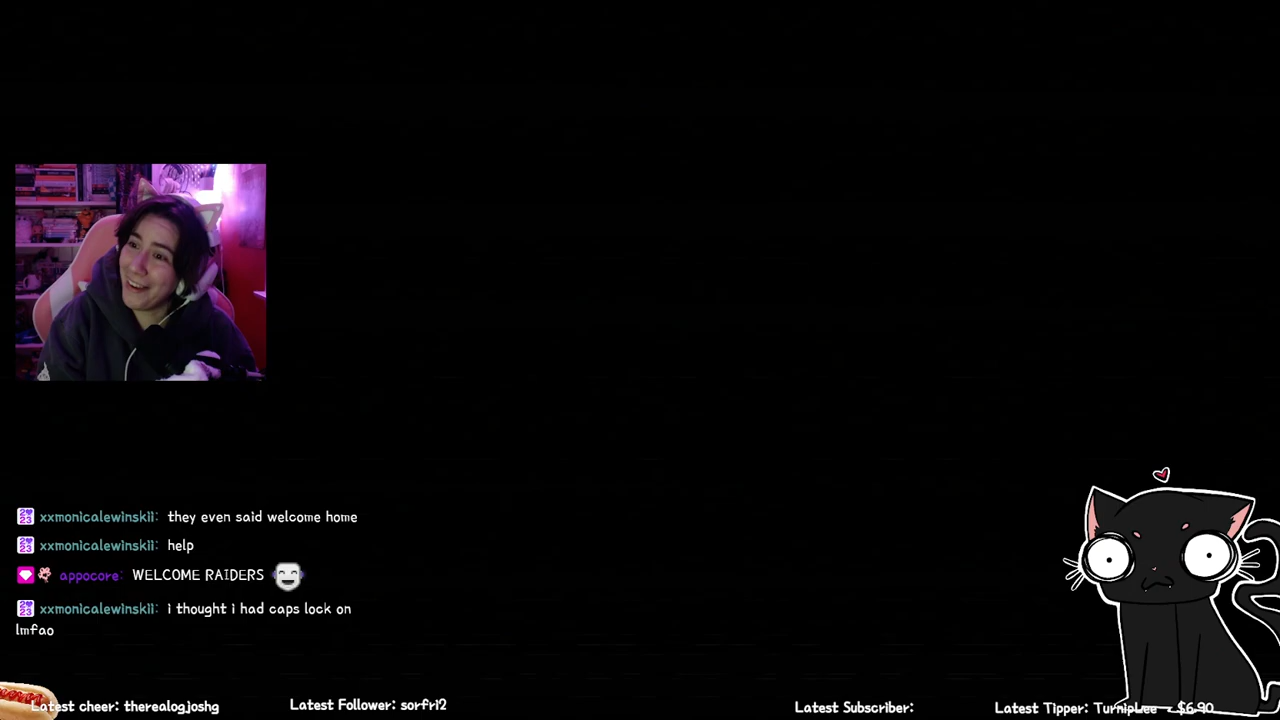 xxmonicalewinskii: they even said welcome home
xxmonicalewinskii: help
appocore: WELCOME RAIDERS
xxmonicalewinskii: i thought i had caps lock on
lmfao
Latest cheer: therealogjoshg
Latest Follower: sorfri2
Latest Subscriber:
Latest Tipper: TurnipLee - $6.90